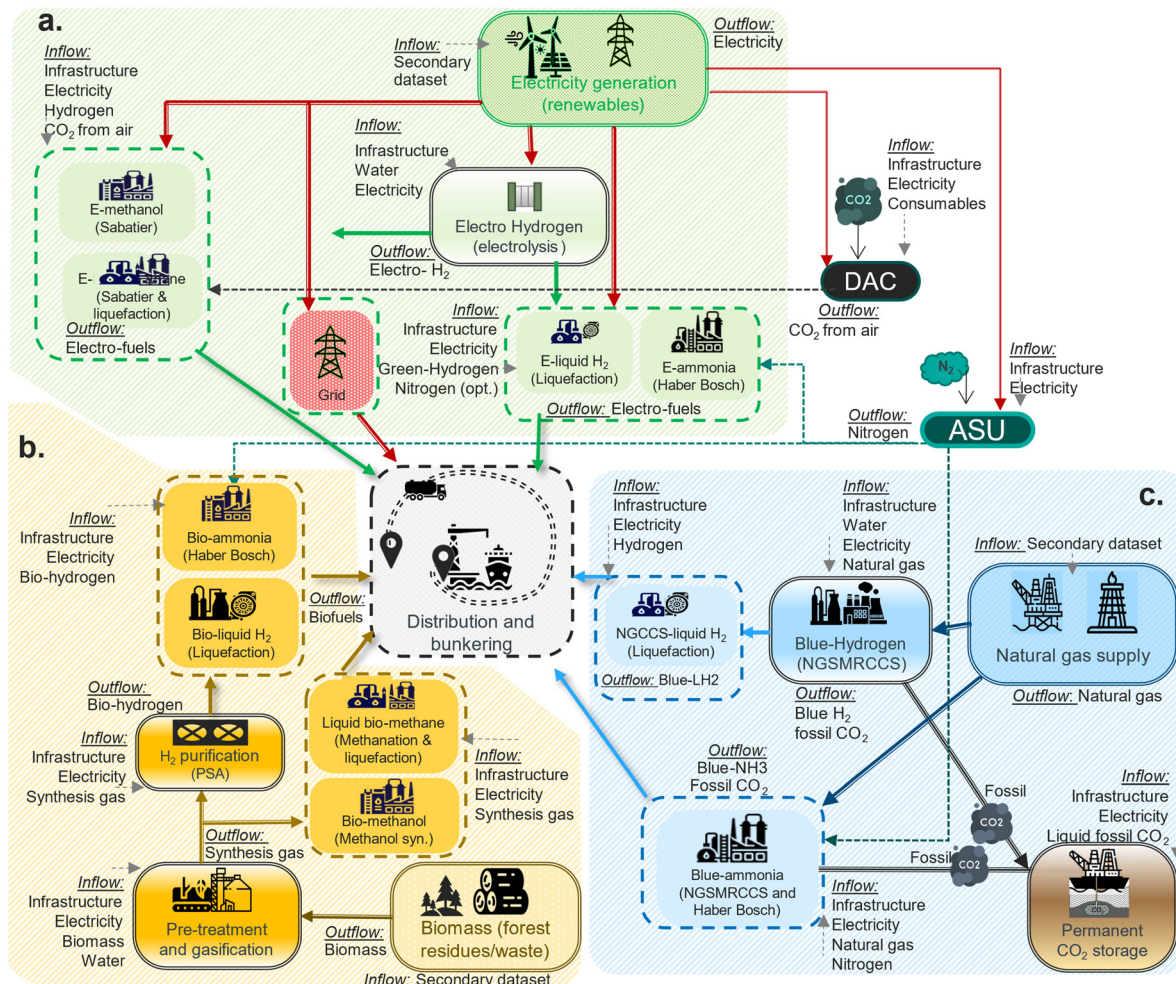 a.
Inflow:
Infrastructure
Electricity
Hydrogen
CO₂ from air
Inflow:
Secondary
dataset
Electricity generation
(renewables)
Outflow:
Electricity
E-methanol
(Sabatier)
E-
(Sabatier &
liquefaction)
Outflow:
Electro-fuels
Inflow:
Infrastructure
Water
Electricity
Electro Hydrogen
(electrolysis)
Outflow:
Electro- H₂
CO2
Inflow:
Infrastructure
Electricity
Consumables
DAC
Outflow:
CO₂ from air
Grid
Inflow:
Infrastructure
Electricity
Green-Hydrogen
Nitrogen (opt.)
E-liquid H₂
(Liquefaction)
E-ammonia
(Haber Bosch)
Outflow: Electro-fuels
N₂
Inflow:
Infrastructure
Electricity
Outflow:
Nitrogen
ASU
b.
Inflow:
Infrastructure
Electricity
Bio-hydrogen
Bio-ammonia
(Haber Bosch)
Bio-liquid H₂
(Liquefaction)
Outflow:
Biofuels
Distribution and
bunkering
Outflow:
Bio-hydrogen
Inflow:
Infrastructure
Electricity
Synthesis gas
H₂ purification
(PSA)
Liquid bio-methane
(Methanation &
liquefaction)
Bio-methanol
(Methanol syn.)
Inflow:
Infrastructure
Electricity
Synthesis gas
Outflow:
Synthesis gas
Inflow:
Infrastructure
Electricity
Biomass
Water
Pre-treatment
and gasification
Outflow:
Biomass
Biomass (forest
residues/waste)
Inflow: Secondary dataset
c.
Inflow:
Infrastructure
Electricity
Hydrogen
NGCCS-liquid H₂
(Liquefaction)
Outflow: Blue-LH2
Inflow:
Infrastructure
Water
Electricity
Natural gas
Blue-Hydrogen
(NGSMRCCS)
Outflow:
Blue H₂
fossil CO₂
Inflow: Secondary dataset
Natural gas supply
Outflow: Natural gas
Outflow:
Blue-NH3
Fossil CO₂
Blue-ammonia
(NGSMRCCS and
Haber Bosch)
Inflow:
Infrastructure
Electricity
Natural gas
Nitrogen
Fossil
CO2
Fossil
CO2
Inflow:
Infrastructure
Electricity
Liquid fossil CO₂
CO2
Permanent
CO₂ storage